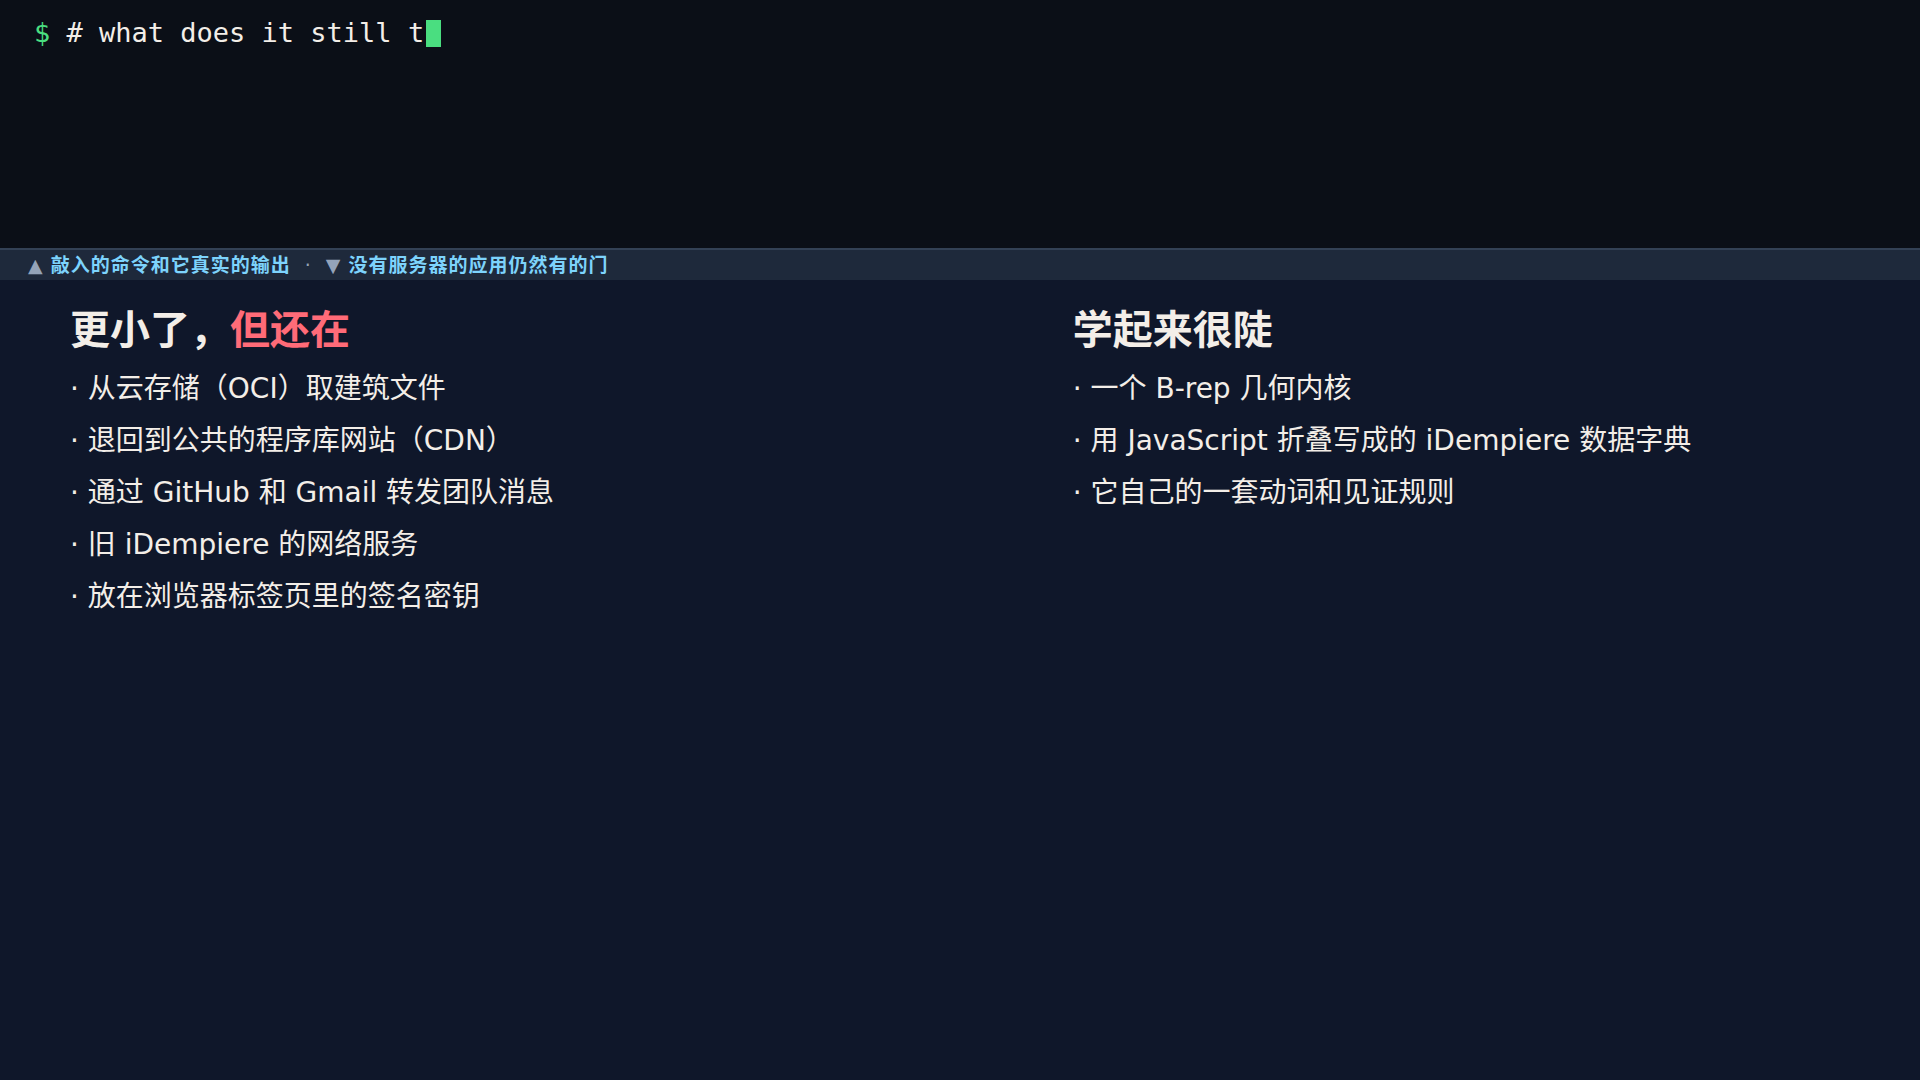 $ # what does it still t
▲ 敲入的命令和它真实的输出 · ▼ 没有服务器的应用仍然有的门
更小了，但还在
· 从云存储（OCI）取建筑文件
· 退回到公共的程序库网站（CDN）
· 通过 GitHub 和 Gmail 转发团队消息
· 旧 iDempiere 的网络服务
· 放在浏览器标签页里的签名密钥
学起来很陡
· 一个 B-rep 几何内核
· 用 JavaScript 折叠写成的 iDempiere 数据字典
· 它自己的一套动词和见证规则